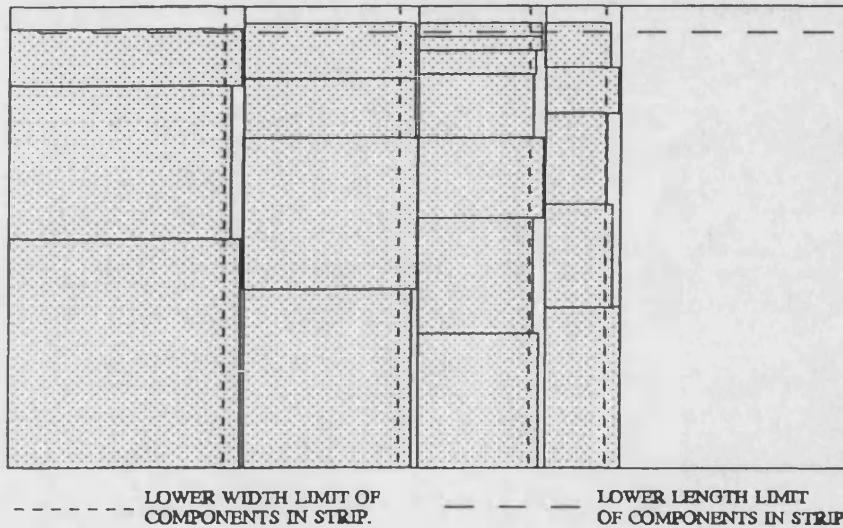 LOWER WIDTH LIMIT OF
COMPONENTS IN STRIP.
LOWER LENGTH LIMIT
OF COMPONENTS IN STRIP